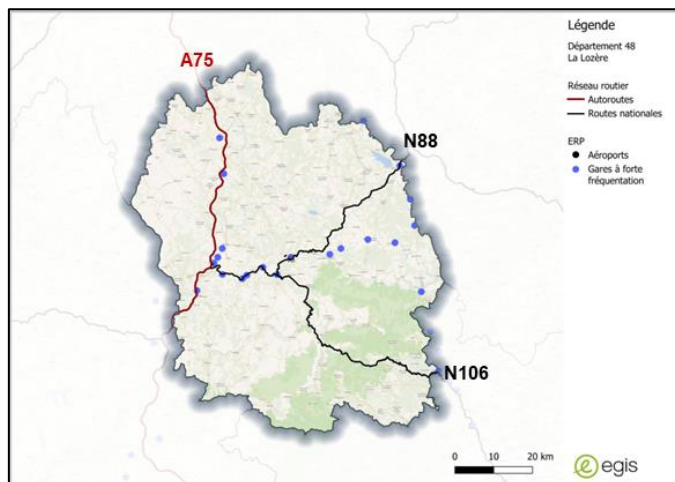 A75
N88
N106
Légende
Département 48
La Lozère
Réseau routier
Autoroutes
Routes nationales
ERP
Aéroports
Gares à forte
fréquentation
0 10 20 km
egis